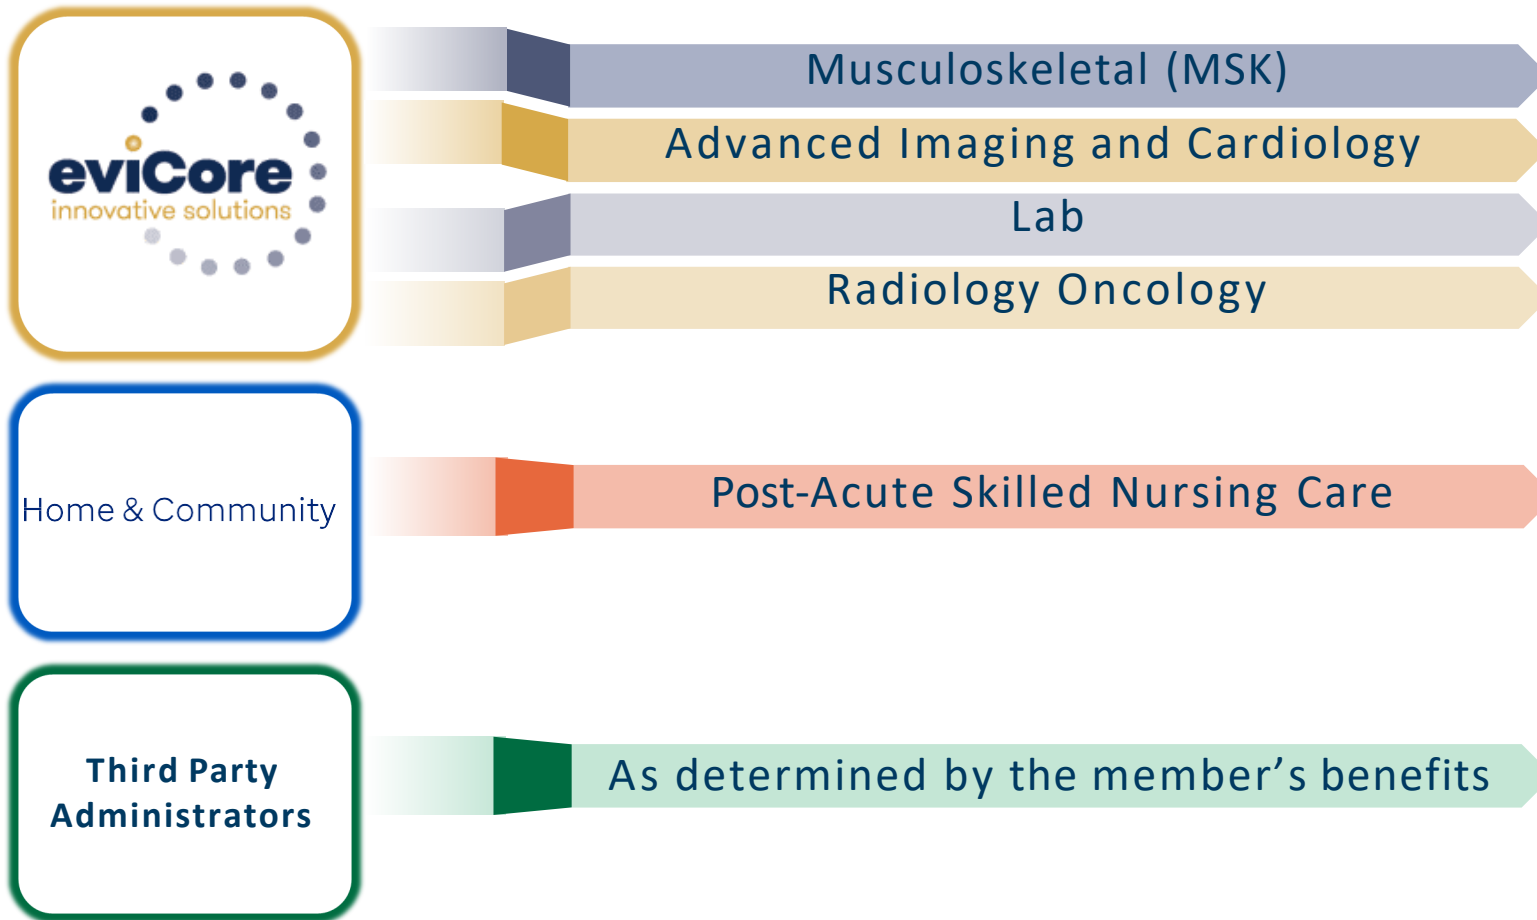 eviCore
innovative solutions
Musculoskeletal (MSK)
Advanced Imaging and Cardiology
Lab
Radiology Oncology
Home & Community
Post-Acute Skilled Nursing Care
Third Party
Administrators
As determined by the member’s benefits